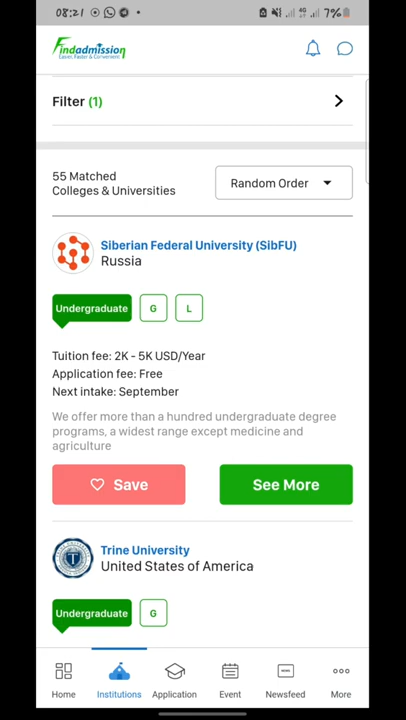 08:21
4G
7%
Findadmission
Easier, Faster & Convenient!
Filter (1)
55 Matched
Colleges & Universities
Random Order
Siberian Federal University (SibFU)
Russia
Undergraduate
G
L
Tuition fee: 2K - 5K USD/Year
Application fee: Free
Next intake: September
We offer more than a hundred undergraduate degree
programs, a widest range except medicine and
agriculture
Save
See More
T
Trine University
United States of America
Undergraduate
G
Home
Institutions
Application
Event
Newsfeed
More